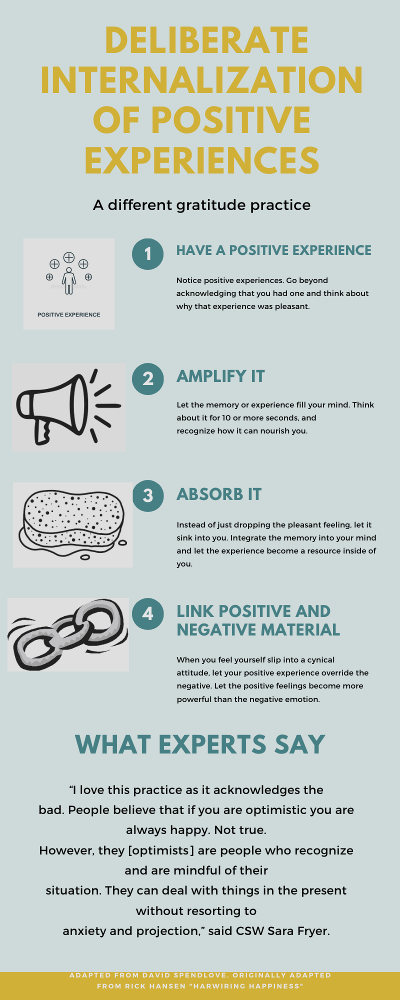 DELIBERATE
INTERNALIZATION
OF POSITIVE
EXPERIENCES
A different gratitude practice
POSITIVE EXPERIENCE
1
HAVE A POSITIVE EXPERIENCE
Notice positive experiences. Go beyond
acknowledging that you had one and think about
why that experience was pleasant.
2
AMPLIFY IT
Let the memory or experience fill your mind. Think
about it for 10 or more seconds, and
recognize how it can nourish you.
3
ABSORB IT
Instead of just dropping the pleasant feeling, let it
sink into you. Integrate the memory into your mind
and let the experience become a resource inside of
you.
4
LINK POSITIVE AND
NEGATIVE MATERIAL
When you feel yourself slip into a cynical
attitude, let your positive experience override the
negative. Let the positive feelings become more
powerful than the negative emotion.
WHAT EXPERTS SAY
“I love this practice as it acknowledges the
bad. People believe that if you are optimistic you are
always happy. Not true.
However, they [optimists] are people who recognize
and are mindful of their
situation. They can deal with things in the present
without resorting to
anxiety and projection,” said CSW Sara Fryer.
ADAPTED FROM DAVID SPENDLOVE. ORIGINALLY ADAPTED
FROM RICK HANSEN "HARWIRING HAPPINESS"